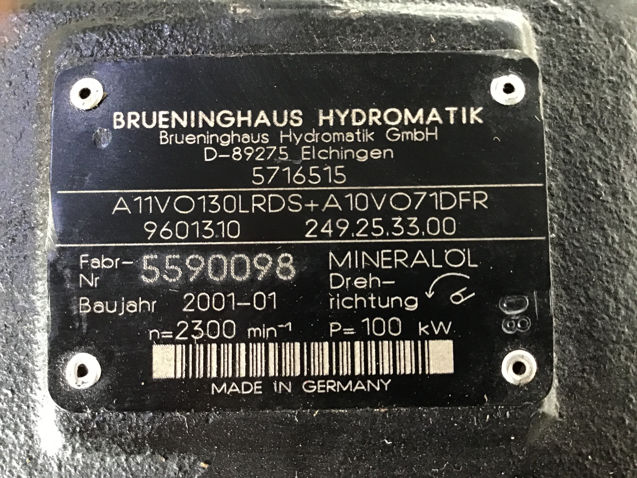 BRUENINGHAUS HYDROMATIK
Brueninghaus Hydromatik GmbH
D-89275 Elchingen
5716515
A11VO130LRDS+A10VO71DFR
9601310 249.25.33.00
Fabr-Nr 5590098 MINERALÖL
Baujahr 2001-01 Dreh-richtung
n=2300 min⁻¹ P=100 kW
MADE IN GERMANY